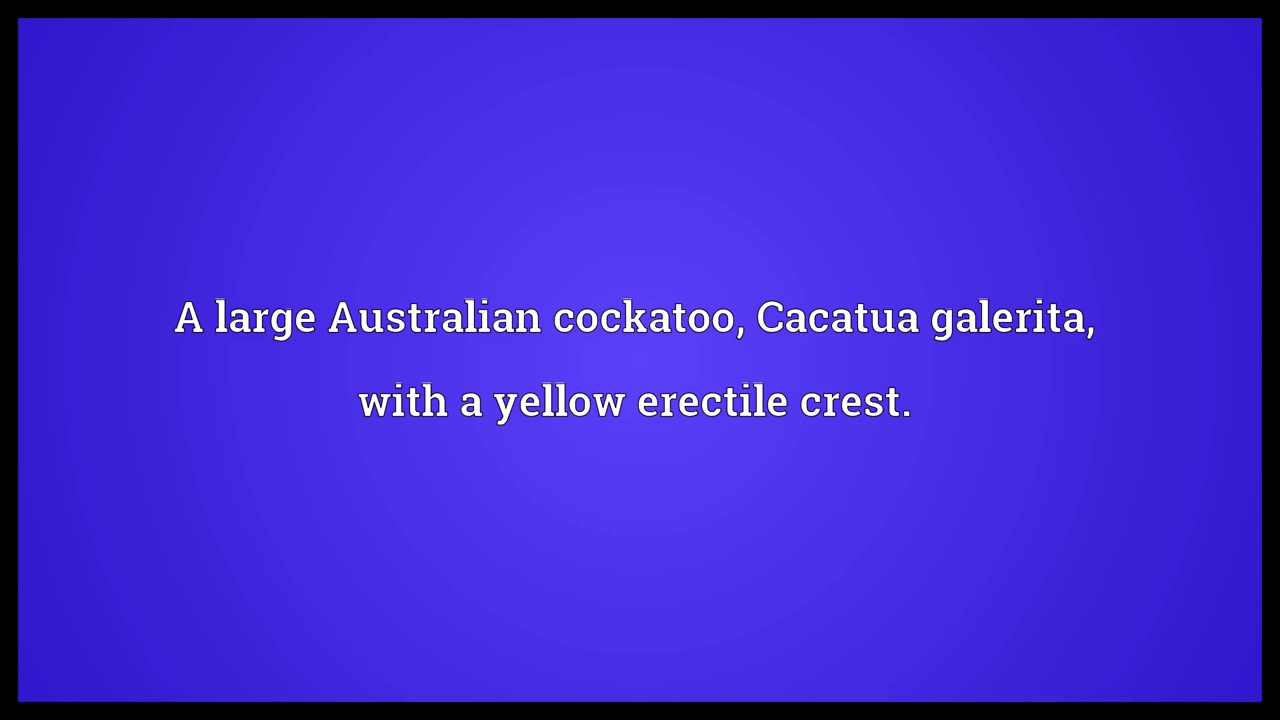 A large Australian cockatoo, Cacatua galerita,
with a yellow erectile crest.